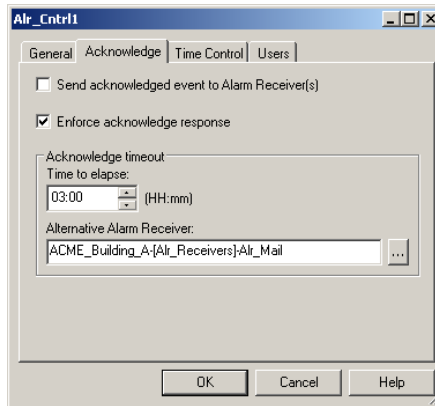 Alr_Cntrl1
General Acknowledge Time Control Users
Send acknowledged event to Alarm Receiver(s)
Enforce acknowledge response
Acknowledge timeout
Time to elapse:
03:00 (HH:mm)
Alternative Alarm Receiver:
ACME_Building_A-[Alr_Receivers]-Alr_Mail ...
OK Cancel Help